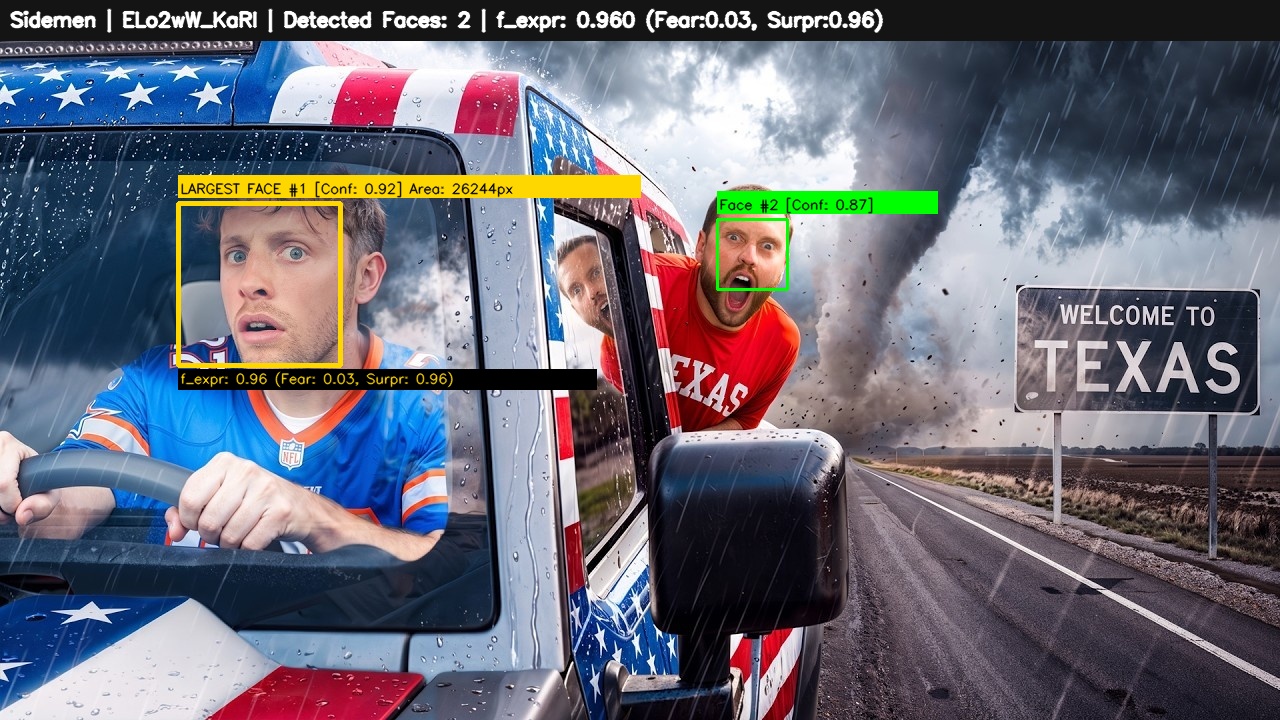 Sidemen | ELo2wW_KaRI | Detected Faces: 2 | f_expr: 0.960 (Fear:0.03, Surpr:0.96)
LARGEST FACE #1 [Conf: 0.92] Area: 26244px
Face #2 [Conf: 0.87]
f_expr: 0.96 (Fear: 0.03, Surpr: 0.96)
WELCOME TO
TEXAS
EXAS
NFL